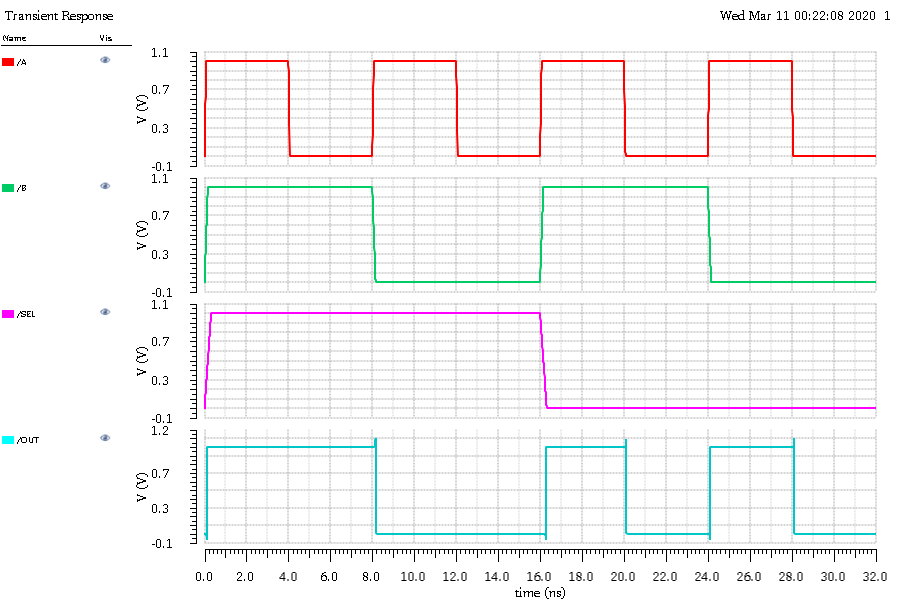 Transient Response Wed Mar 11 00:22:08 2020 1
Name Vis
/A
1.1
0.7
0.3
-0.1
V (V)
/B
1.1
0.7
0.3
-0.1
V (V)
/SEL
1.1
0.7
0.3
-0.1
V (V)
/OUT
1.2
0.7
0.3
-0.1
V (V)
0.0 2.0 4.0 6.0 8.0 10.0 12.0 14.0 16.0 18.0 20.0 22.0 24.0 26.0 28.0 30.0 32.0
time (ns)